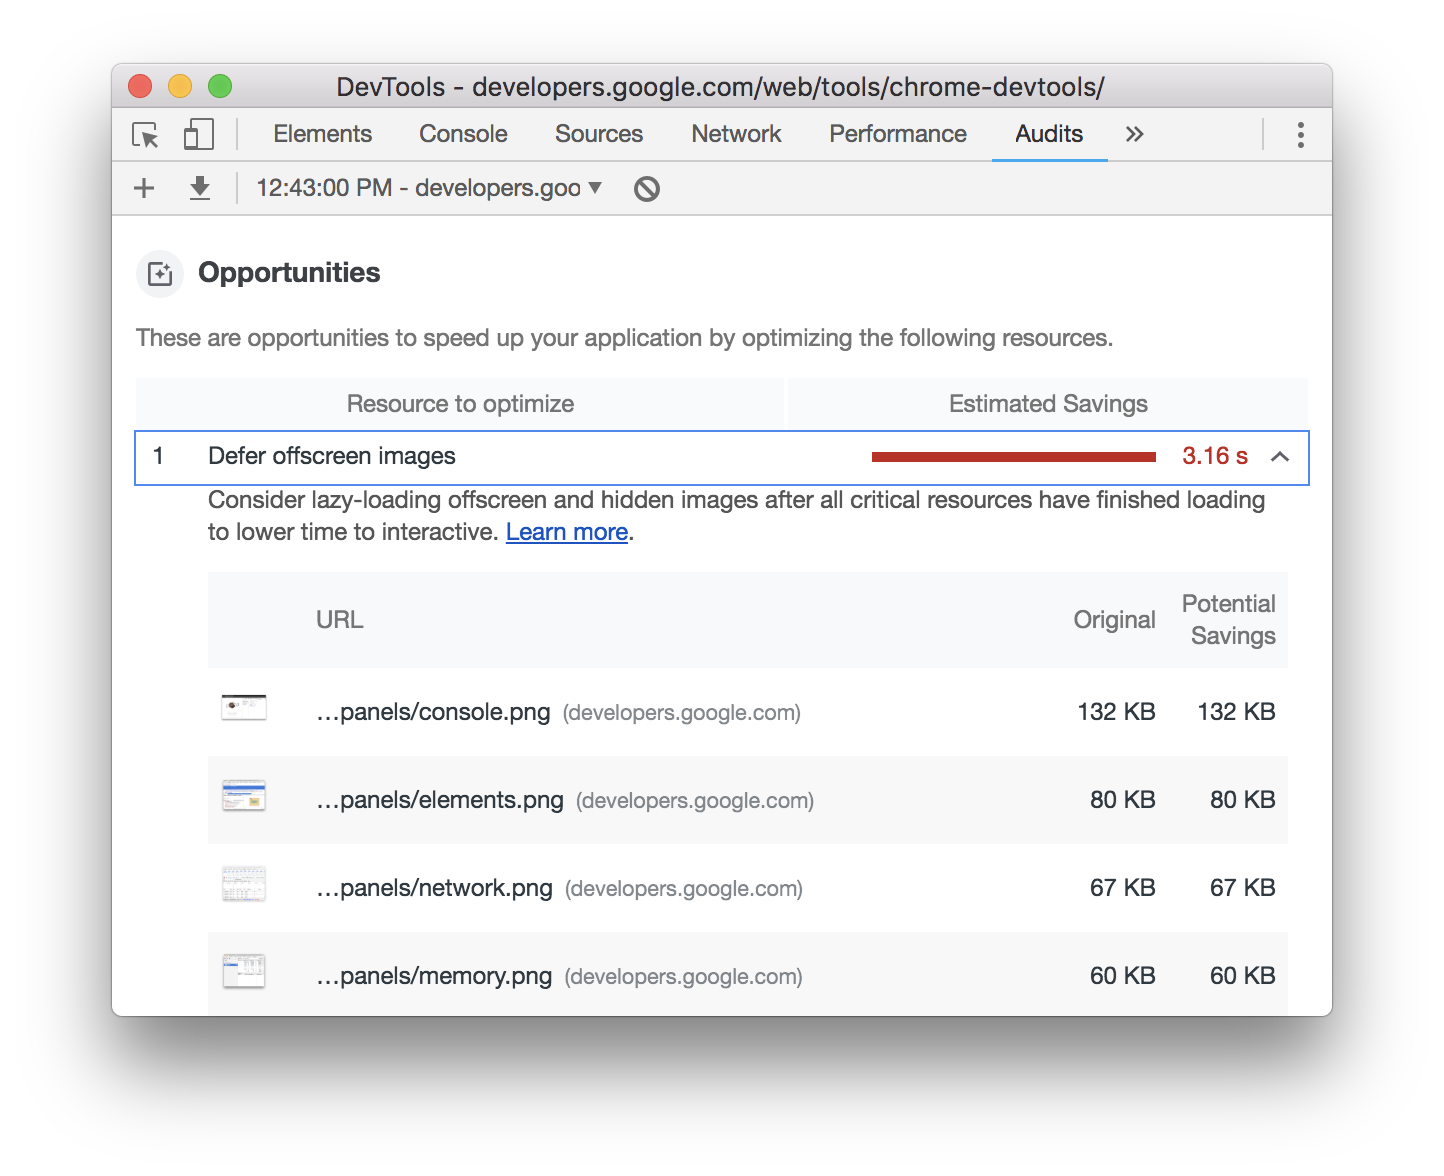 DevTools - developers.google.com/web/tools/chrome-devtools/
Elements Console Sources Network Performance Audits
12:43:00 PM - developers.goo
Opportunities
These are opportunities to speed up your application by optimizing the following resources.
Resource to optimize Estimated Savings
1 Defer offscreen images 3.16 s
Consider lazy-loading offscreen and hidden images after all critical resources have finished loading
to lower time to interactive. Learn more.
URL Original Potential Savings
…panels/console.png (developers.google.com) 132 KB 132 KB
…panels/elements.png (developers.google.com) 80 KB 80 KB
…panels/network.png (developers.google.com) 67 KB 67 KB
…panels/memory.png (developers.google.com) 60 KB 60 KB